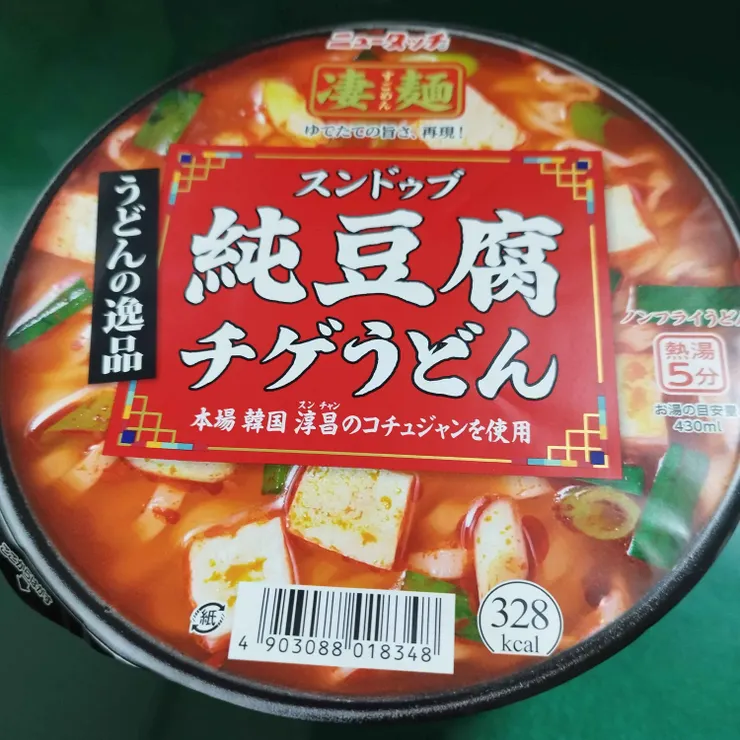 ニュータッチ
凄麺
すごめん
ゆでたての旨さ、再現!
うどんの逸品
スンドゥブ
純豆腐
チゲうどん
スン チャン
本場 韓国 淳昌のコチュジャンを使用
ノンフライうどん
熱湯
5分
お湯の目安量
430ml
紙
4 903088 018348
328
kcal